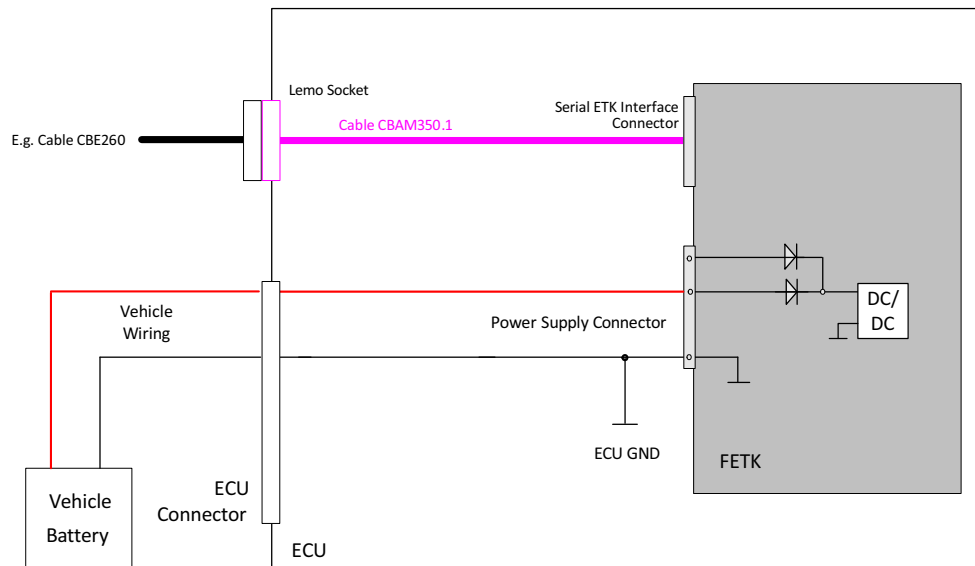 Lemo Socket
Serial ETK Interface
Connector
Cable CBAM350.1
E.g. Cable CBE260
Vehicle
Wiring
Power Supply Connector
DC/
DC
ECU GND
FETK
ECU
Connector
Vehicle
Battery
ECU